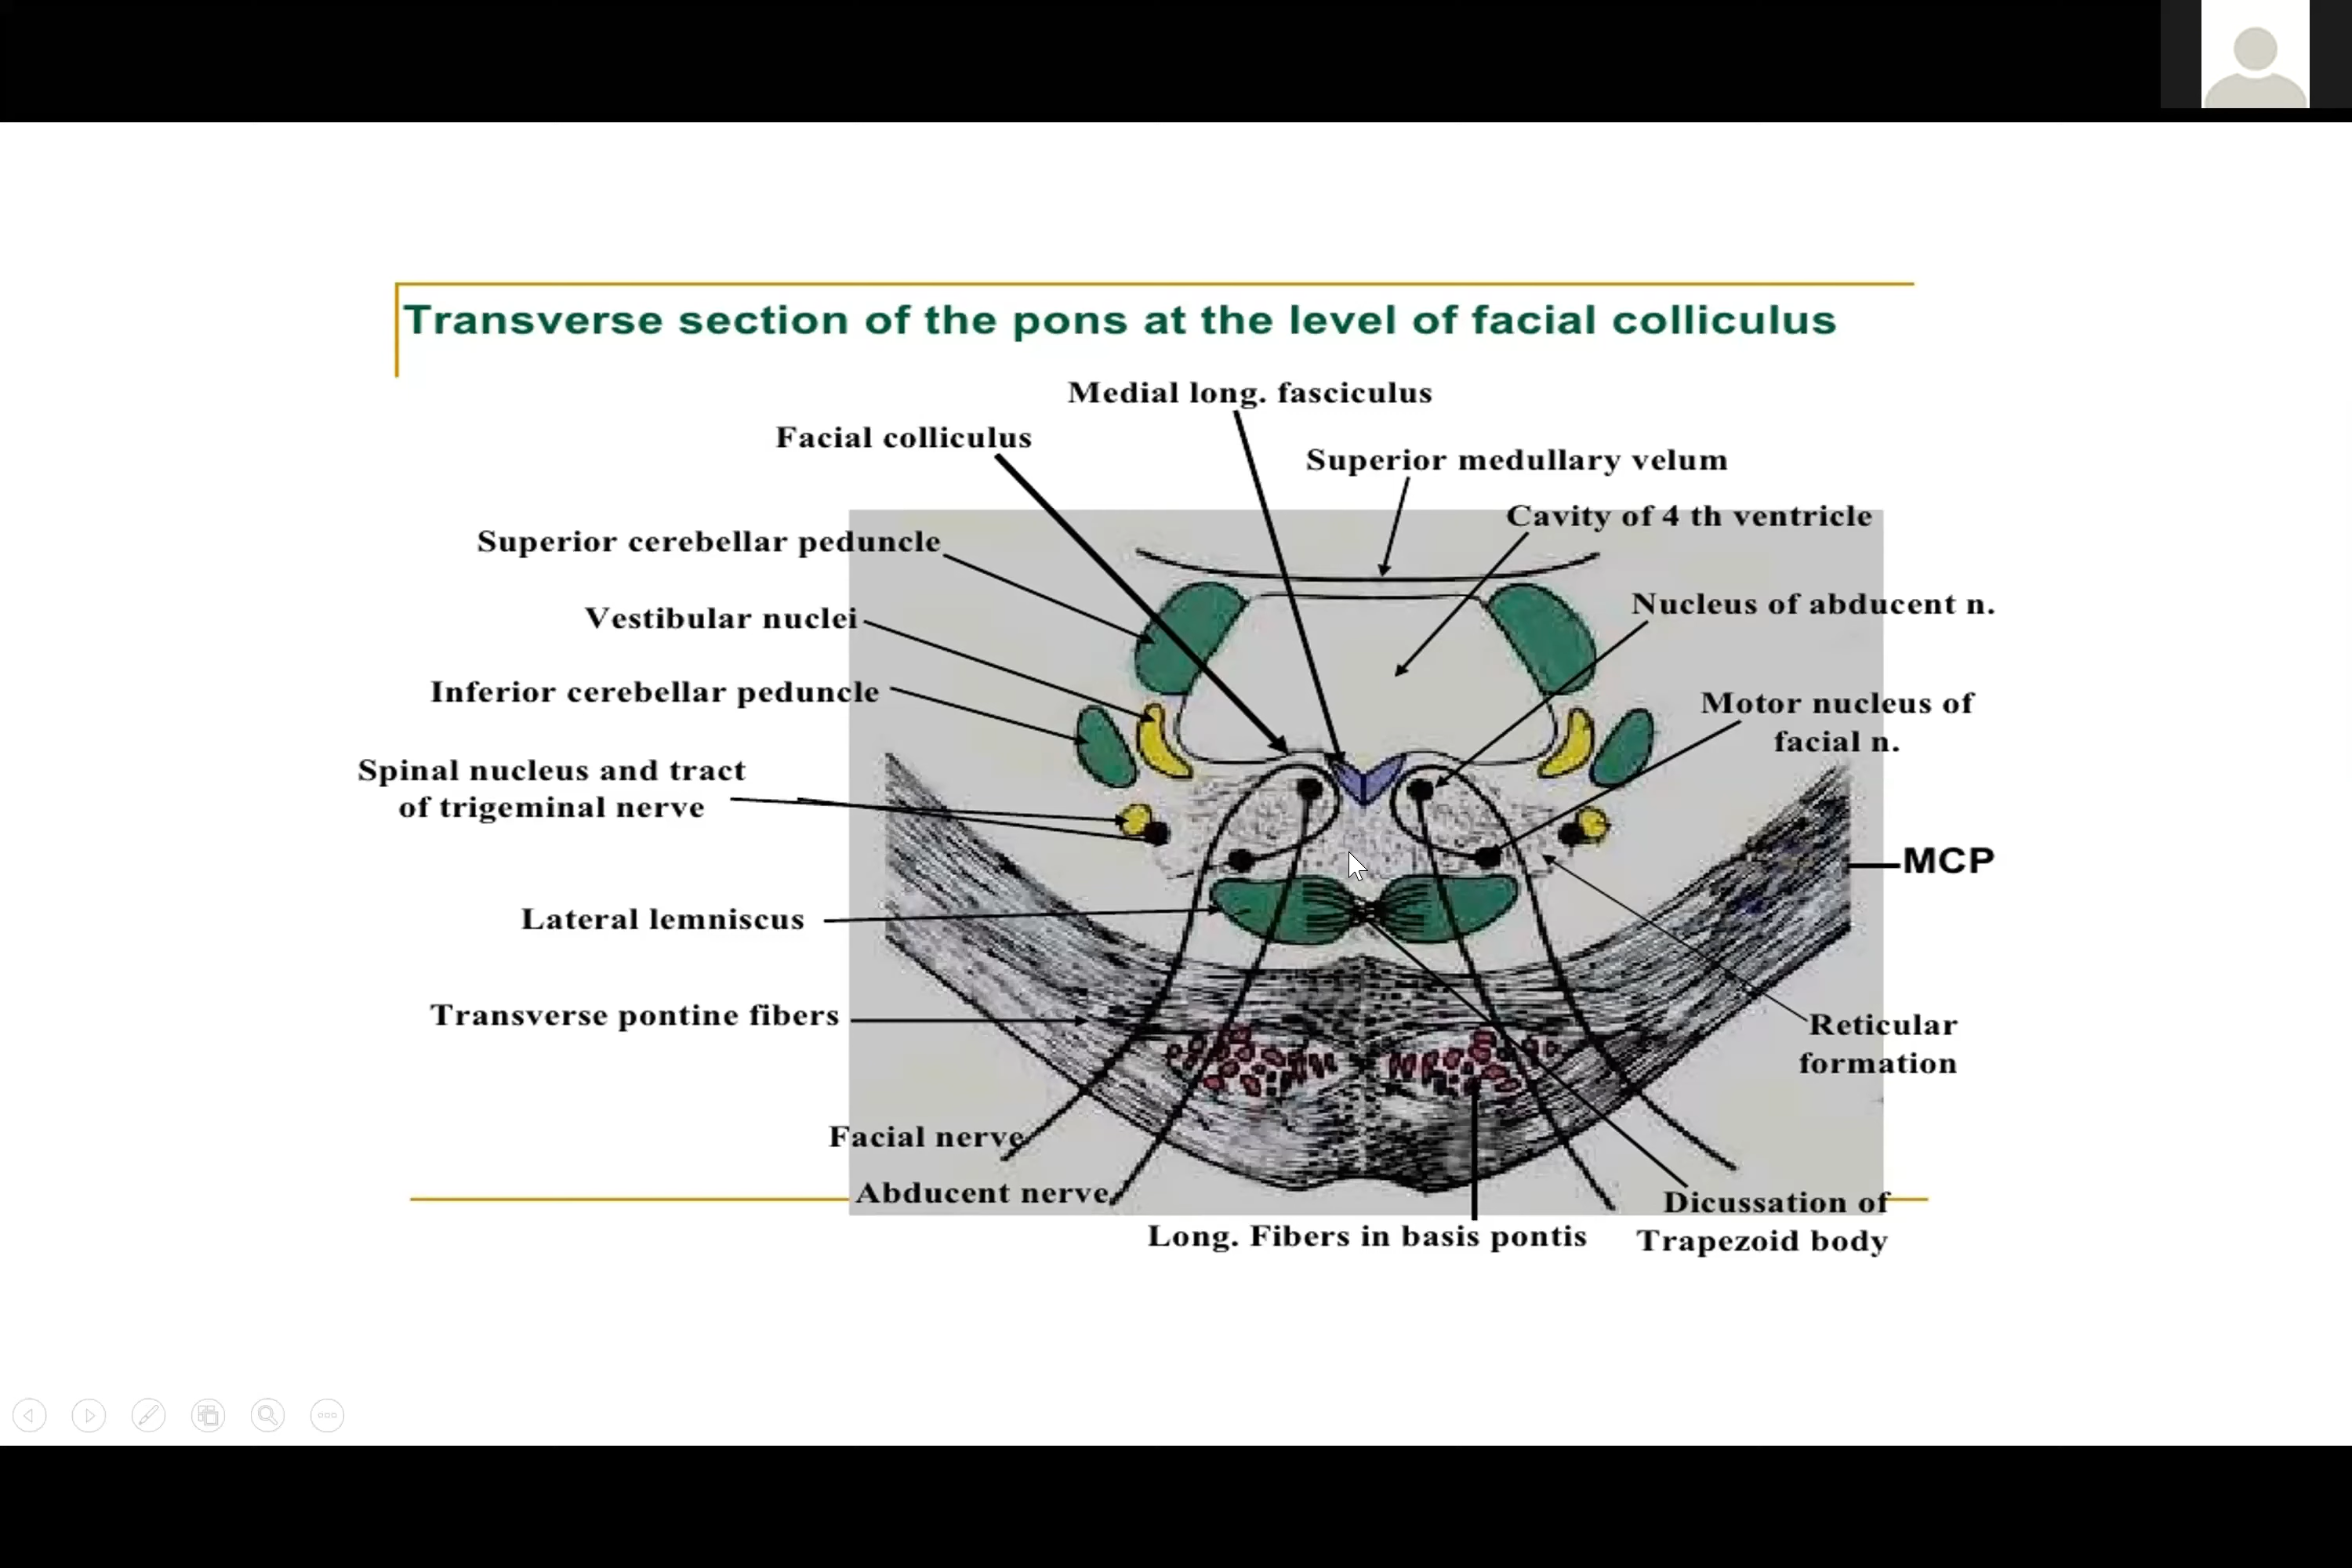 Transverse section of the pons at the level of facial colliculus
Medial long. fasciculus
Facial colliculus
Superior medullary velum
Cavity of 4 th ventricle
Superior cerebellar peduncle
Nucleus of abducent n.
Vestibular nuclei
Inferior cerebellar peduncle
Motor nucleus of
facial n.
Spinal nucleus and tract
of trigeminal nerve
MCP
Lateral lemniscus
Transverse pontine fibers
Reticular
formation
Facial nerve
Abducent nerve
Long. Fibers in basis pontis
Dicussation of
Trapezoid body